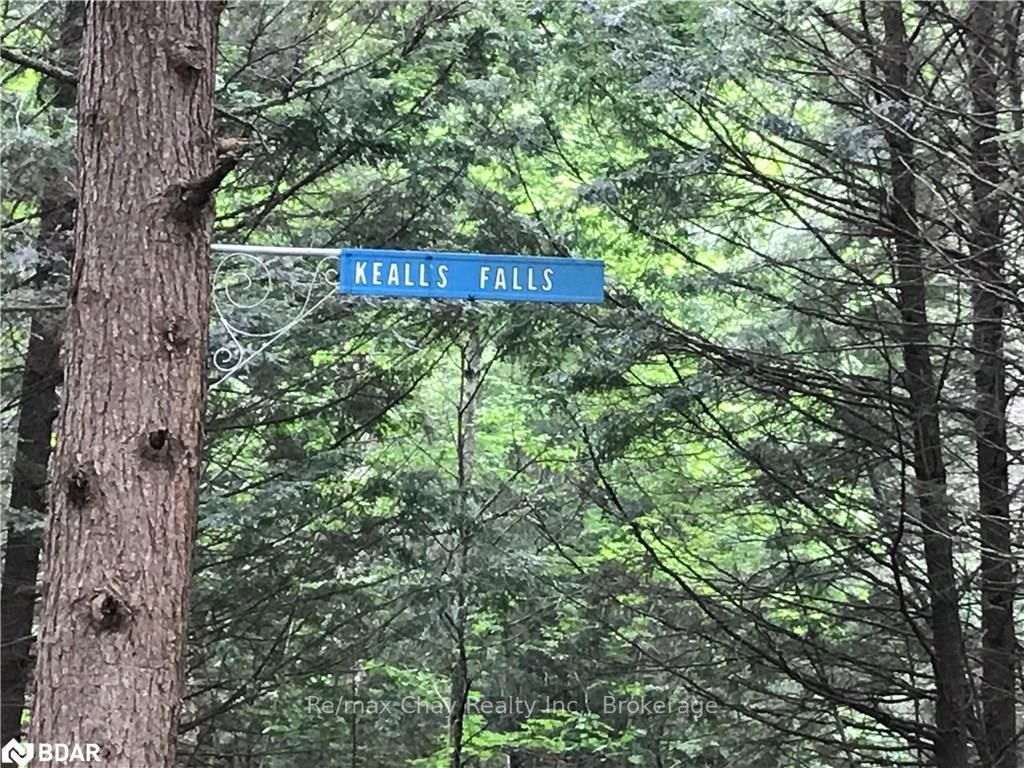 KEALL'S FALLS
Re/max Chay Realty Inc., Brokerage
BDAR